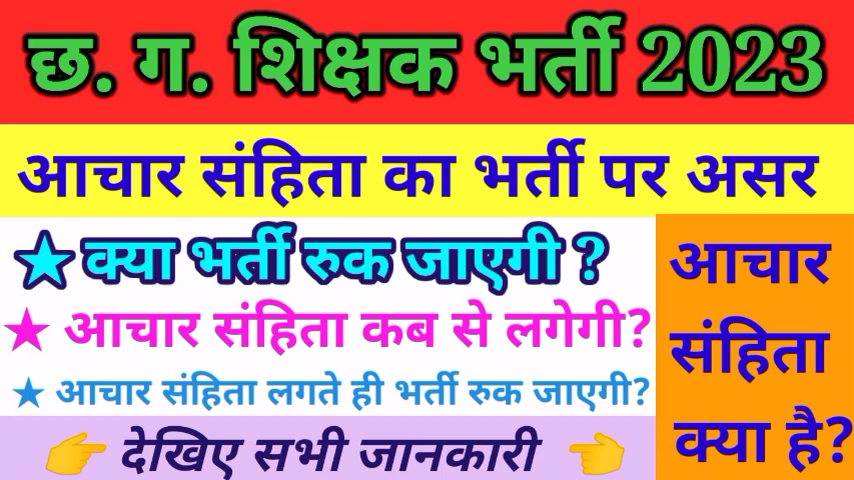 छ. ग. शिक्षक भर्ती 2023
आचार संहिता का भर्ती पर असर
★ क्या भर्ती रुक जाएगी ?
★ आचार संहिता कब से लगेगी?
★ आचार संहिता लगते ही भर्ती रुक जाएगी?
👉 देखिए सभी जानकारी 👈
आचार
संहिता
क्या है?